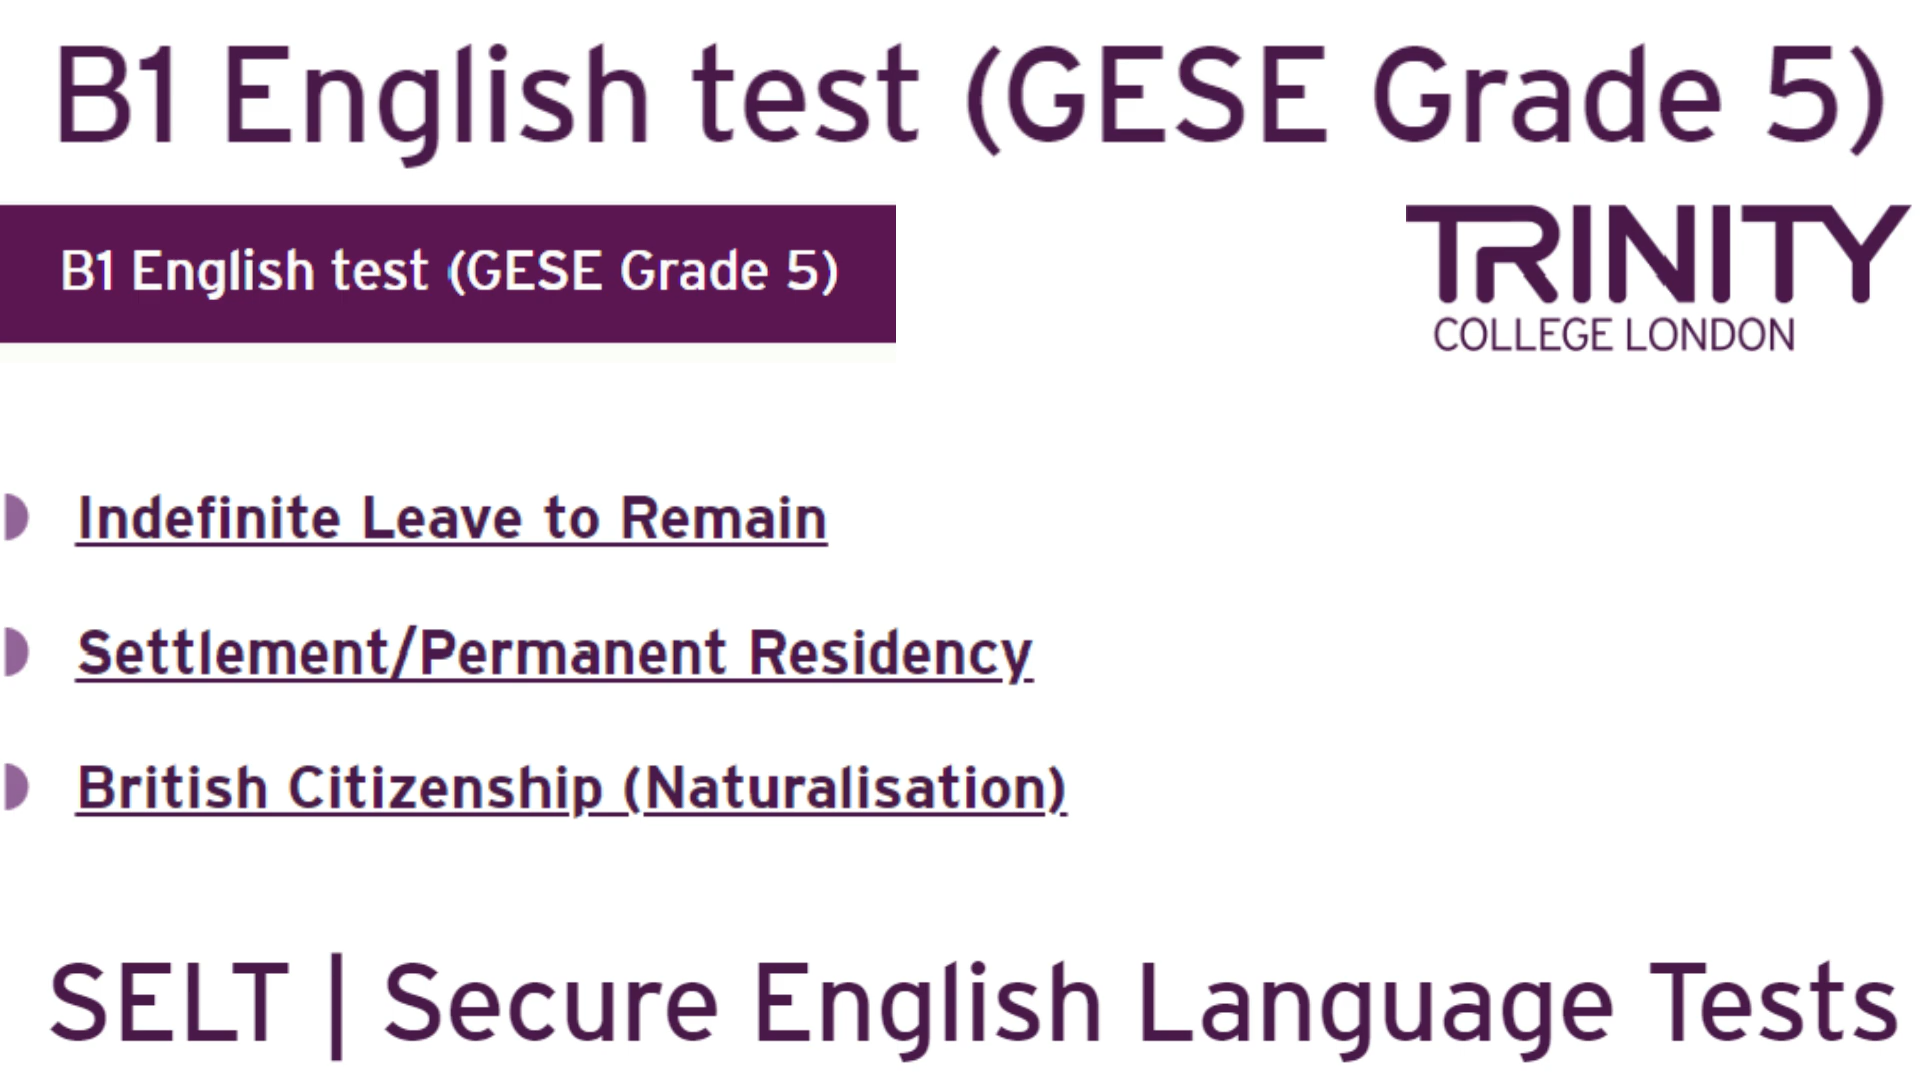 B1 English test (GESE Grade 5)
B1 English test (GESE Grade 5)
TRINITY
COLLEGE LONDON
Indefinite Leave to Remain
Settlement/Permanent Residency
British Citizenship (Naturalisation)
SELT | Secure English Language Tests